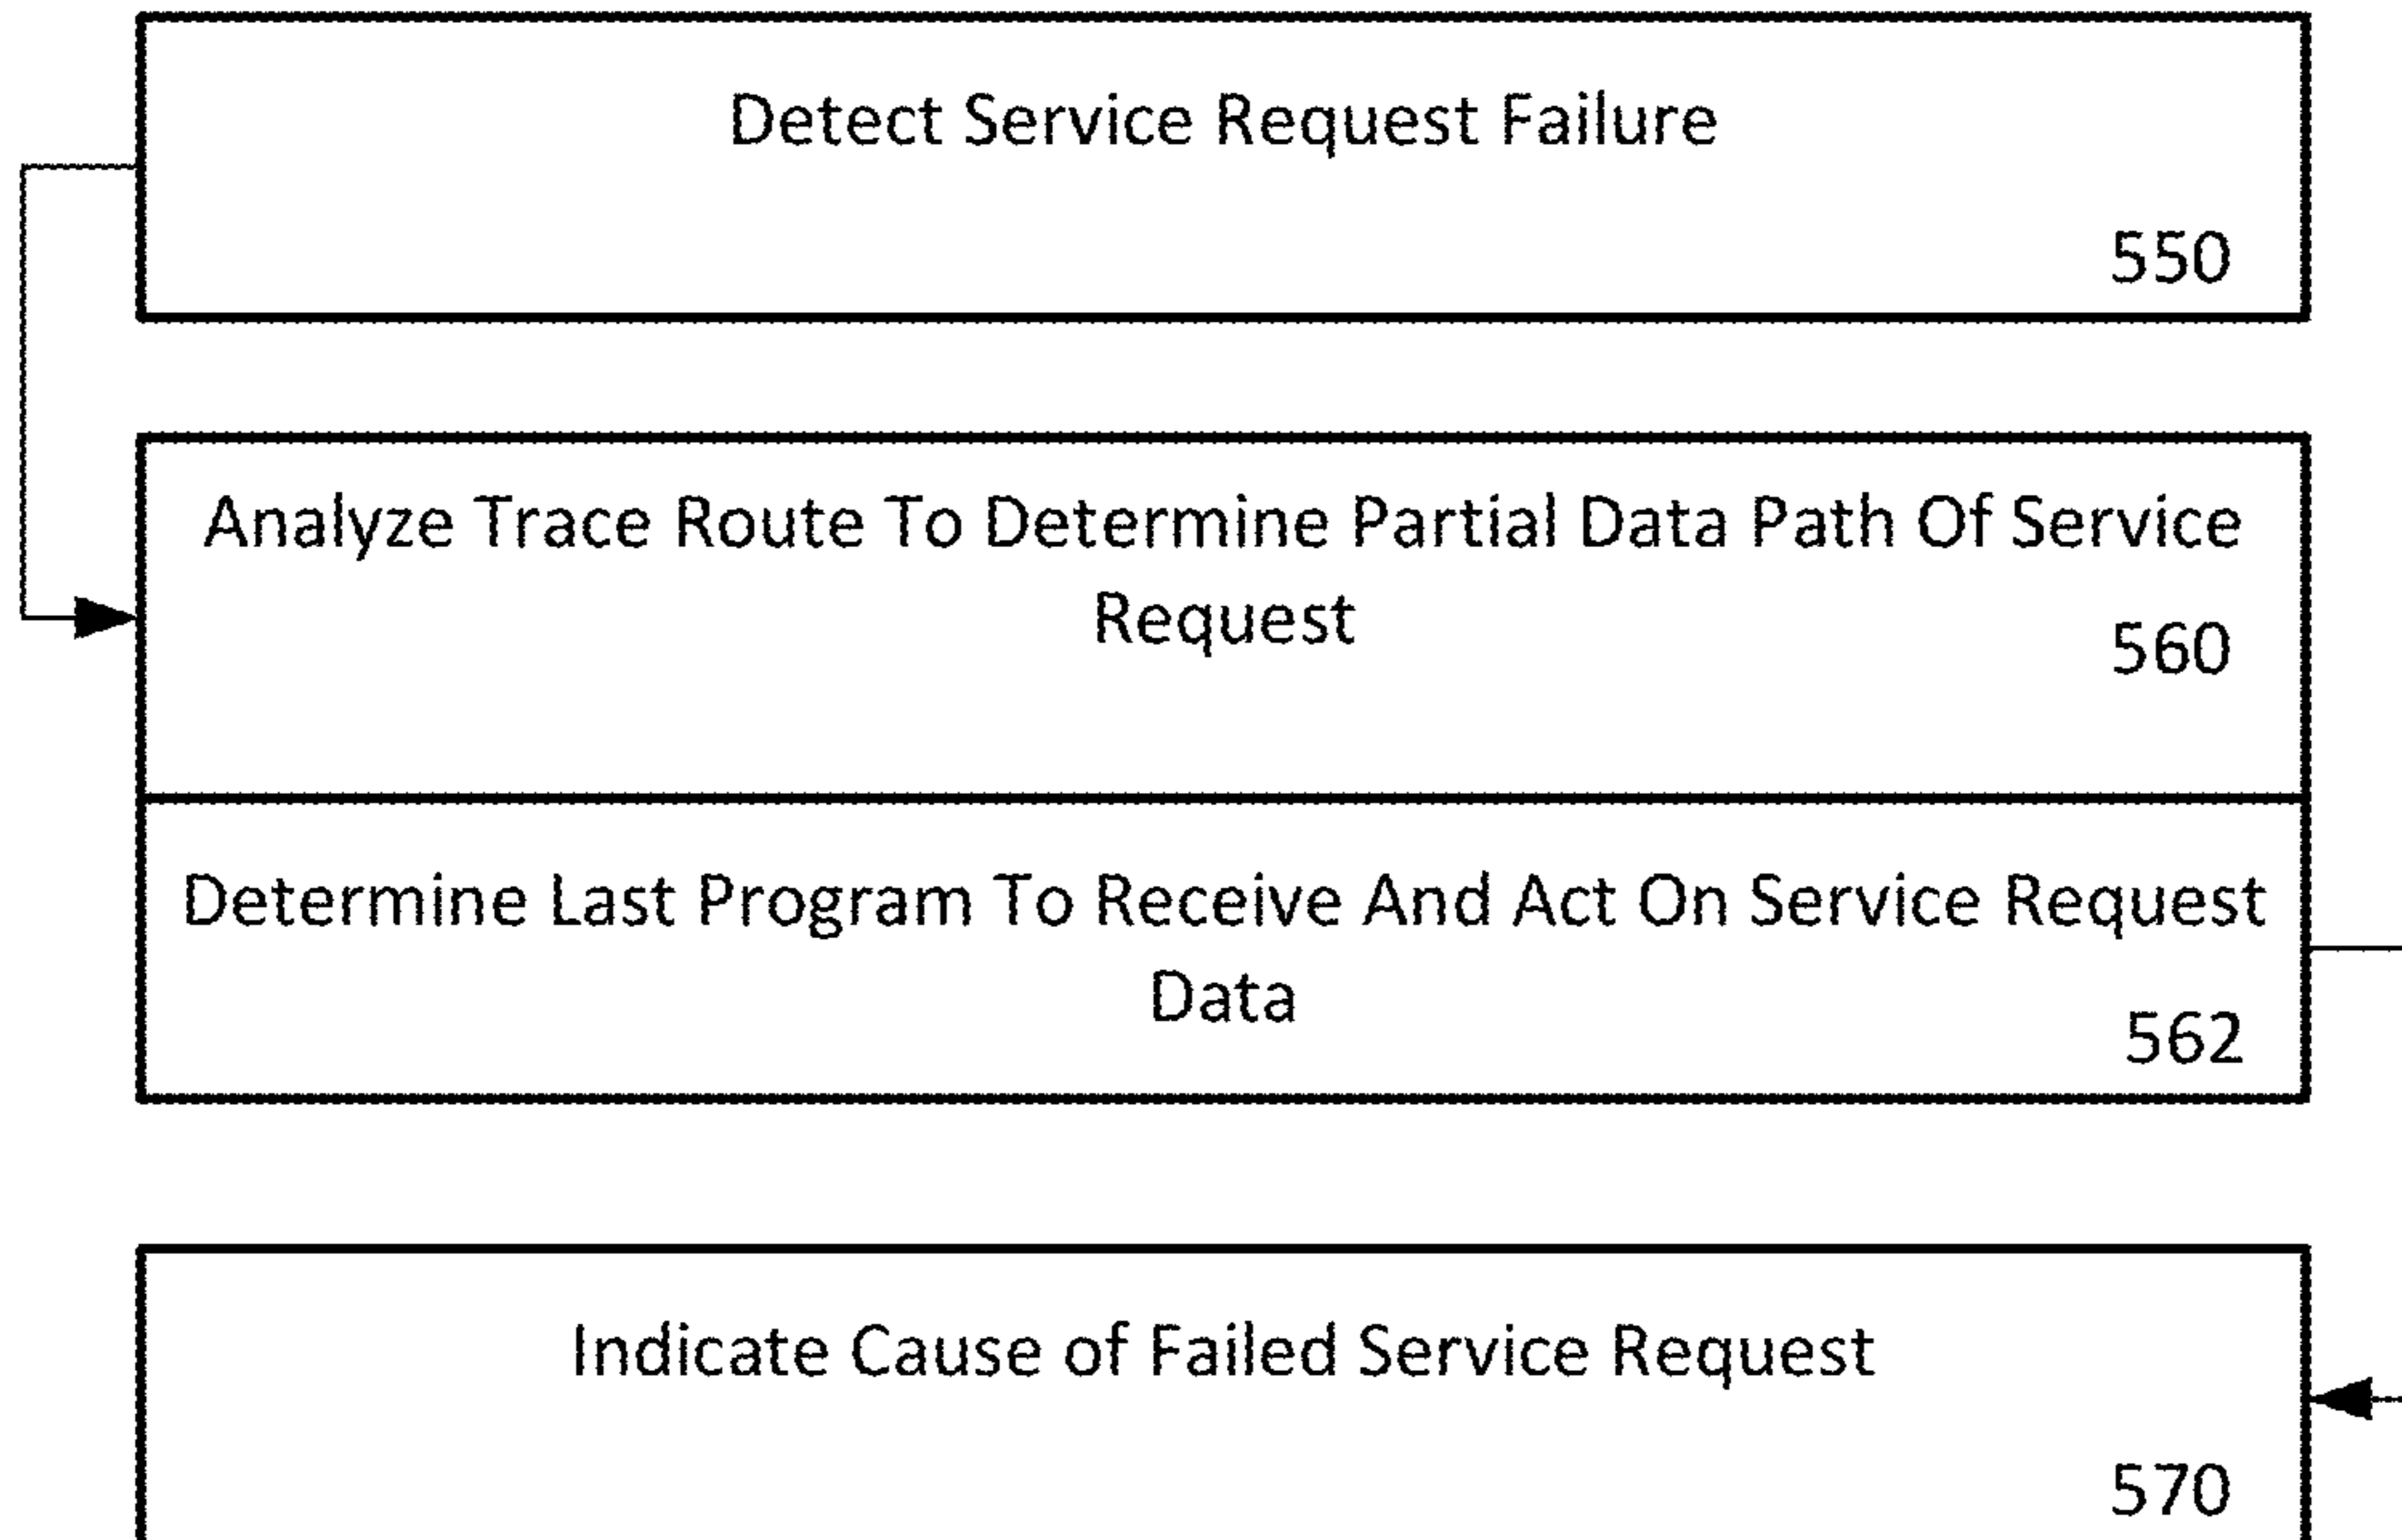 Detect Service Request Failure
550
Analyze Trace Route To Determine Partial Data Path Of Service
Request
560
Determine Last Program To Receive And Act On Service Request
Data
562
Indicate Cause of Failed Service Request
570